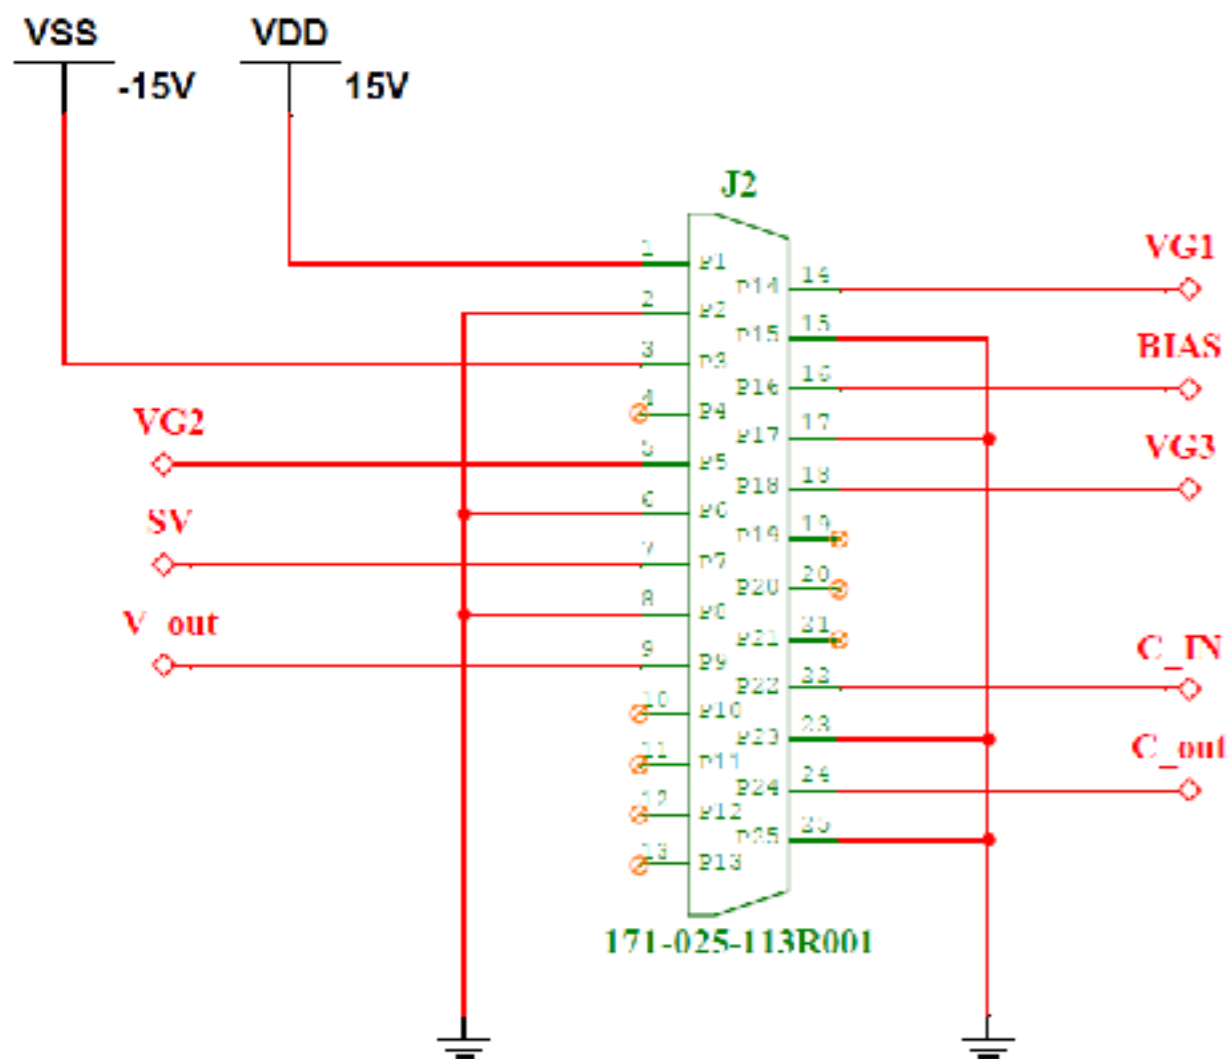 VSS VDD
-15V 15V
J2
1 P1
VG1
14 P14
2 P2
15 P15
BIAS
3 P3
16 P16
4 P4
VG2
17 P17
VG3
5 P5
18 P18
6 P6
SV
19 P19
7 P7
20 P20
8 P8
V_out
21 P21
C_IN
9 P9
22 P22
10 P10
23 P23
C_out
11 P11
24 P24
12 P12
25 P25
13 P13
171-025-113R001